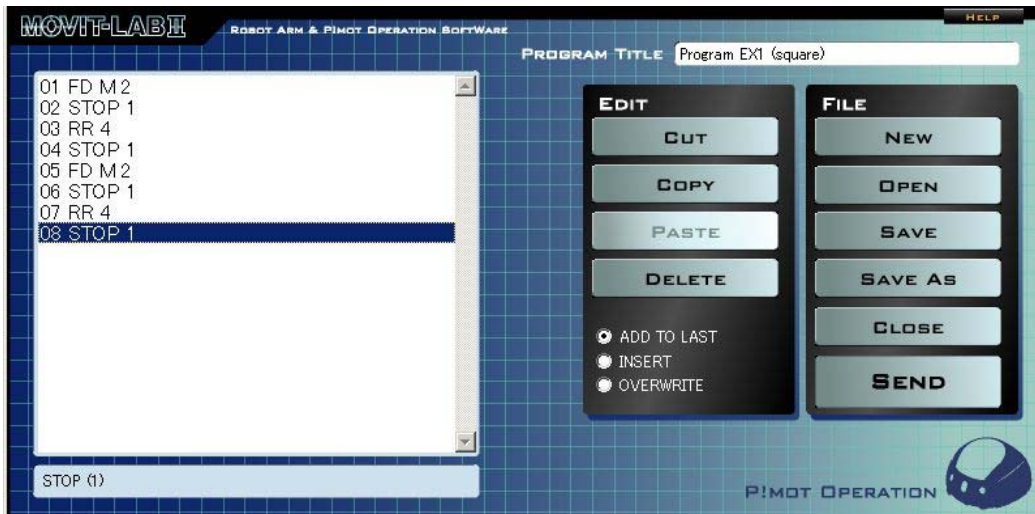 MOVIT-LAB II
ROBOT ARM & PIMOT OPERATION SOFTWARE
HELP
PROGRAM TITLE Program EX1 (square)
01 FD M 2
02 STOP 1
03 RR 4
04 STOP 1
05 FD M 2
06 STOP 1
07 RR 4
08 STOP 1
STOP (1)
EDIT
CUT
COPY
PASTE
DELETE
ADD TO LAST
INSERT
OVERWRITE
FILE
NEW
OPEN
SAVE
SAVE AS
CLOSE
SEND
P!MOT OPERATION